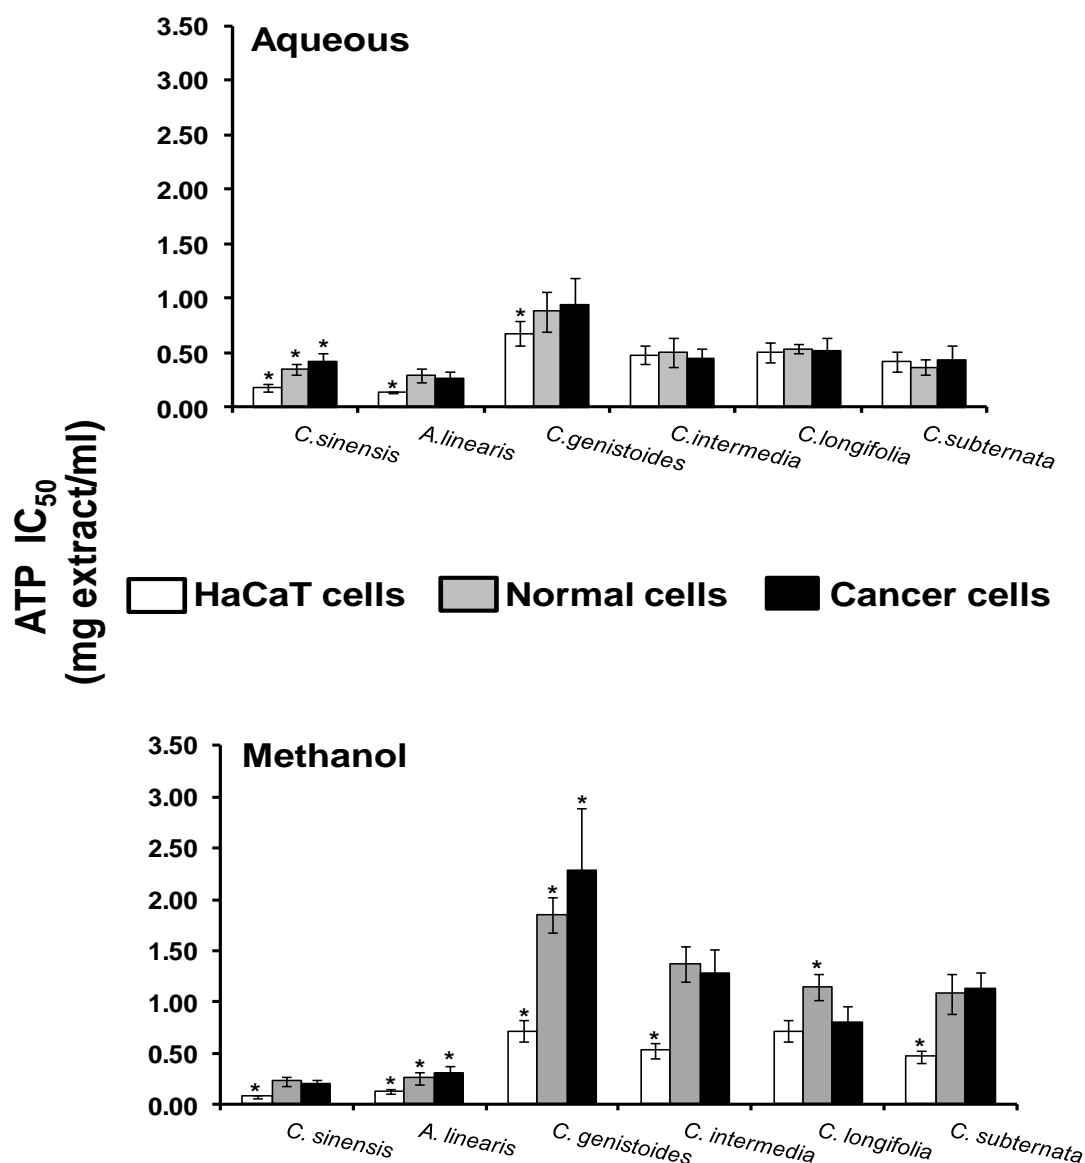 3.50
Aqueous
3.00
2.50
2.00
1.50
1.00
*
0.50
* * * *
0.00
C.sinensis A.linearis C.genistoides C.intermedia C.longifolia C.subternata
ATP IC50
(mg extract/ml)
HaCaT cells Normal cells Cancer cells
3.50
Methanol
3.00
*
2.50
2.00
*
1.50
*
1.00
*
0.50
* * * * * *
0.00
C. sinensis A. linearis C. genistoides C. intermedia C. longifolia C. subternata